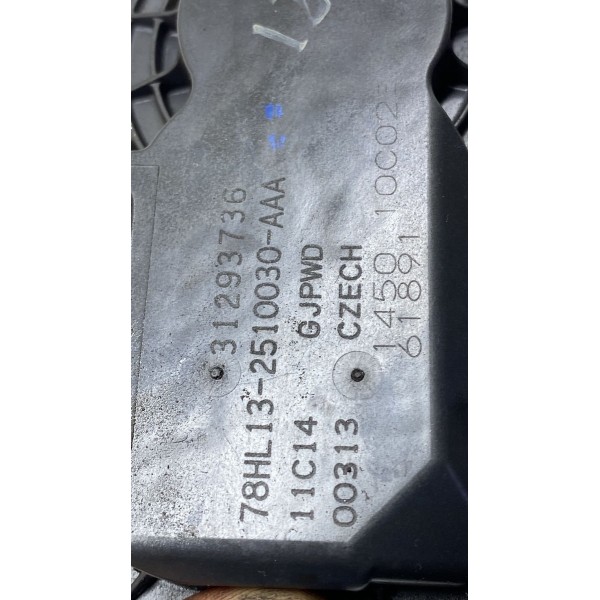 31293736
78HL13-2510030-AAA
11C14 GJPWD
00313 CZECH
1450 10C02
61891